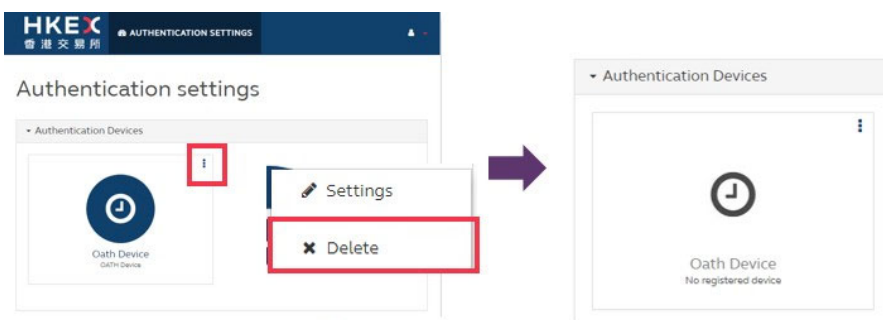 HKEX
香港交易所
AUTHENTICATION SETTINGS
Authentication settings
Authentication Devices
Oath Device
OATH Device
Settings
Delete
Authentication Devices
Oath Device
No registered device